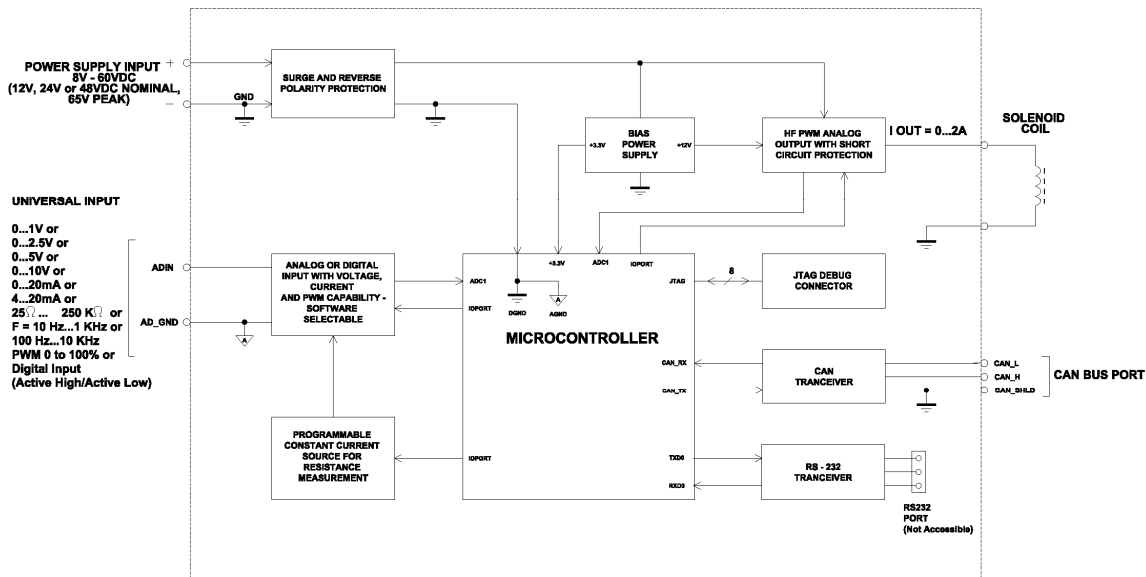 POWER SUPPLY INPUT
8V - 60VDC
(12V, 24V or 48VDC NOMINAL,
65V PEAK)
+
−
GND
SURGE AND REVERSE
POLARITY PROTECTION
BIAS
POWER
SUPPLY
+3.3V
+12V
HF PWM ANALOG
OUTPUT WITH SHORT
CIRCUIT PROTECTION
I OUT = 0...2A
SOLENOID
COIL
UNIVERSAL INPUT
0...1V or
0...2.5V or
0...5V or
0...10V or
0...20mA or
4...20mA or
25Ω ... 250 KΩ or
F = 10 Hz...1 KHz or
100 Hz...10 KHz
PWM 0 to 100% or
Digital Input
(Active High/Active Low)
ADIN
AD_GND
A
ANALOG OR DIGITAL
INPUT WITH VOLTAGE,
CURRENT
AND PWM CAPABILITY -
SOFTWARE
SELECTABLE
ADC1
IOPORT
DGND
+3.3V
A
AGND
ADC1
IOPORT
MICROCONTROLLER
JTAG
8
JTAG DEBUG
CONNECTOR
CAN_RX
CAN_TX
CAN
TRANCEIVER
CAN_L
CAN_H
CAN_SHLD
CAN BUS PORT
PROGRAMMABLE
CONSTANT CURRENT
SOURCE FOR
RESISTANCE
MEASUREMENT
IOPORT
TXD0
RXD0
RS - 232
TRANCEIVER
RS232
PORT
(Not Accessible)